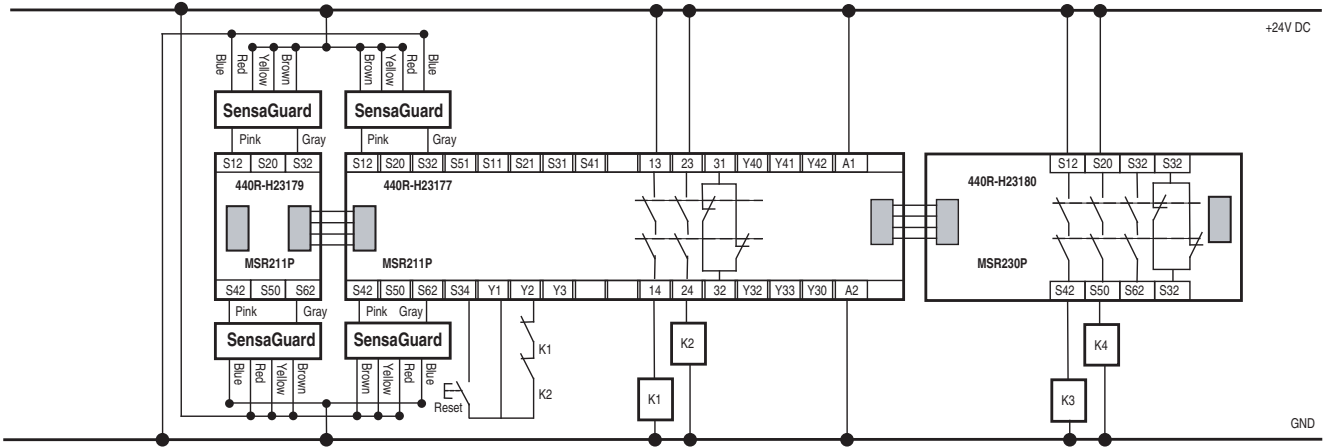 +24V DC
Blue Red Yellow Brown Brown Yellow Red Blue
SensaGuard SensaGuard
Pink Gray Pink Gray
S12 S20 S32 S12 S20 S32 S51 S11 S21 S31 S41 13 23 31 Y40 Y41 Y42 A1 S12 S20 S32 S32
440R-H23179 440R-H23177 440R-H23180
MSR211P MSR211P MSR230P
S42 S50 S62 S42 S50 S62 S34 Y1 Y2 Y3 14 24 32 Y32 Y33 Y30 A2 S42 S50 S62 S32
Pink Gray Pink Gray
SensaGuard SensaGuard
K1 K2 K4
Blue Red Yellow Brown Brown Yellow Red Blue
K2
Reset K1 K3
GND